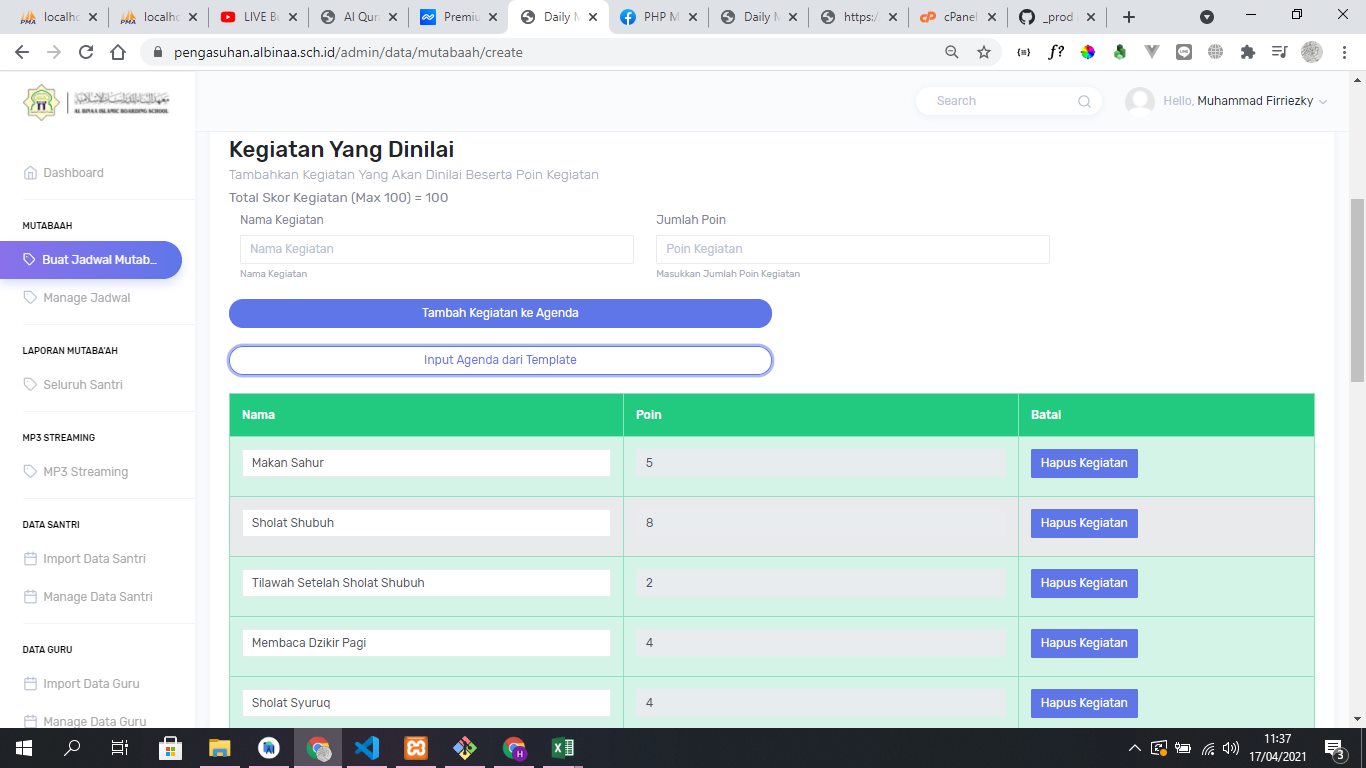 localho
localho
LIVE B
Al Qur
Premiu
Daily M
PHP M
Daily M
https:/
cPanel
_prod
pengasuhan.albinaa.sch.id/admin/data/mutabaah/create
AL BINAA ISLAMIC BOARDING SCHOOL
Search
Hello, Muhammad Firriezky
Dashboard
MUTABAAH
Buat Jadwal Mutab...
Manage Jadwal
LAPORAN MUTABA'AH
Seluruh Santri
MP3 STREAMING
MP3 Streaming
DATA SANTRI
Import Data Santri
Manage Data Santri
DATA GURU
Import Data Guru
Manage Data Guru
Kegiatan Yang Dinilai
Tambahkan Kegiatan Yang Akan Dinilai Beserta Poin Kegiatan
Total Skor Kegiatan (Max 100) = 100
Nama Kegiatan Jumlah Poin
Nama Kegiatan Poin Kegiatan
Nama Kegiatan Masukkan Jumlah Poin Kegiatan
Tambah Kegiatan ke Agenda
Input Agenda dari Template
Nama Poin Batal
Makan Sahur 5 Hapus Kegiatan
Sholat Shubuh 8 Hapus Kegiatan
Tilawah Setelah Sholat Shubuh 2 Hapus Kegiatan
Membaca Dzikir Pagi 4 Hapus Kegiatan
Sholat Syuruq 4 Hapus Kegiatan
11:37
17/04/2021
3